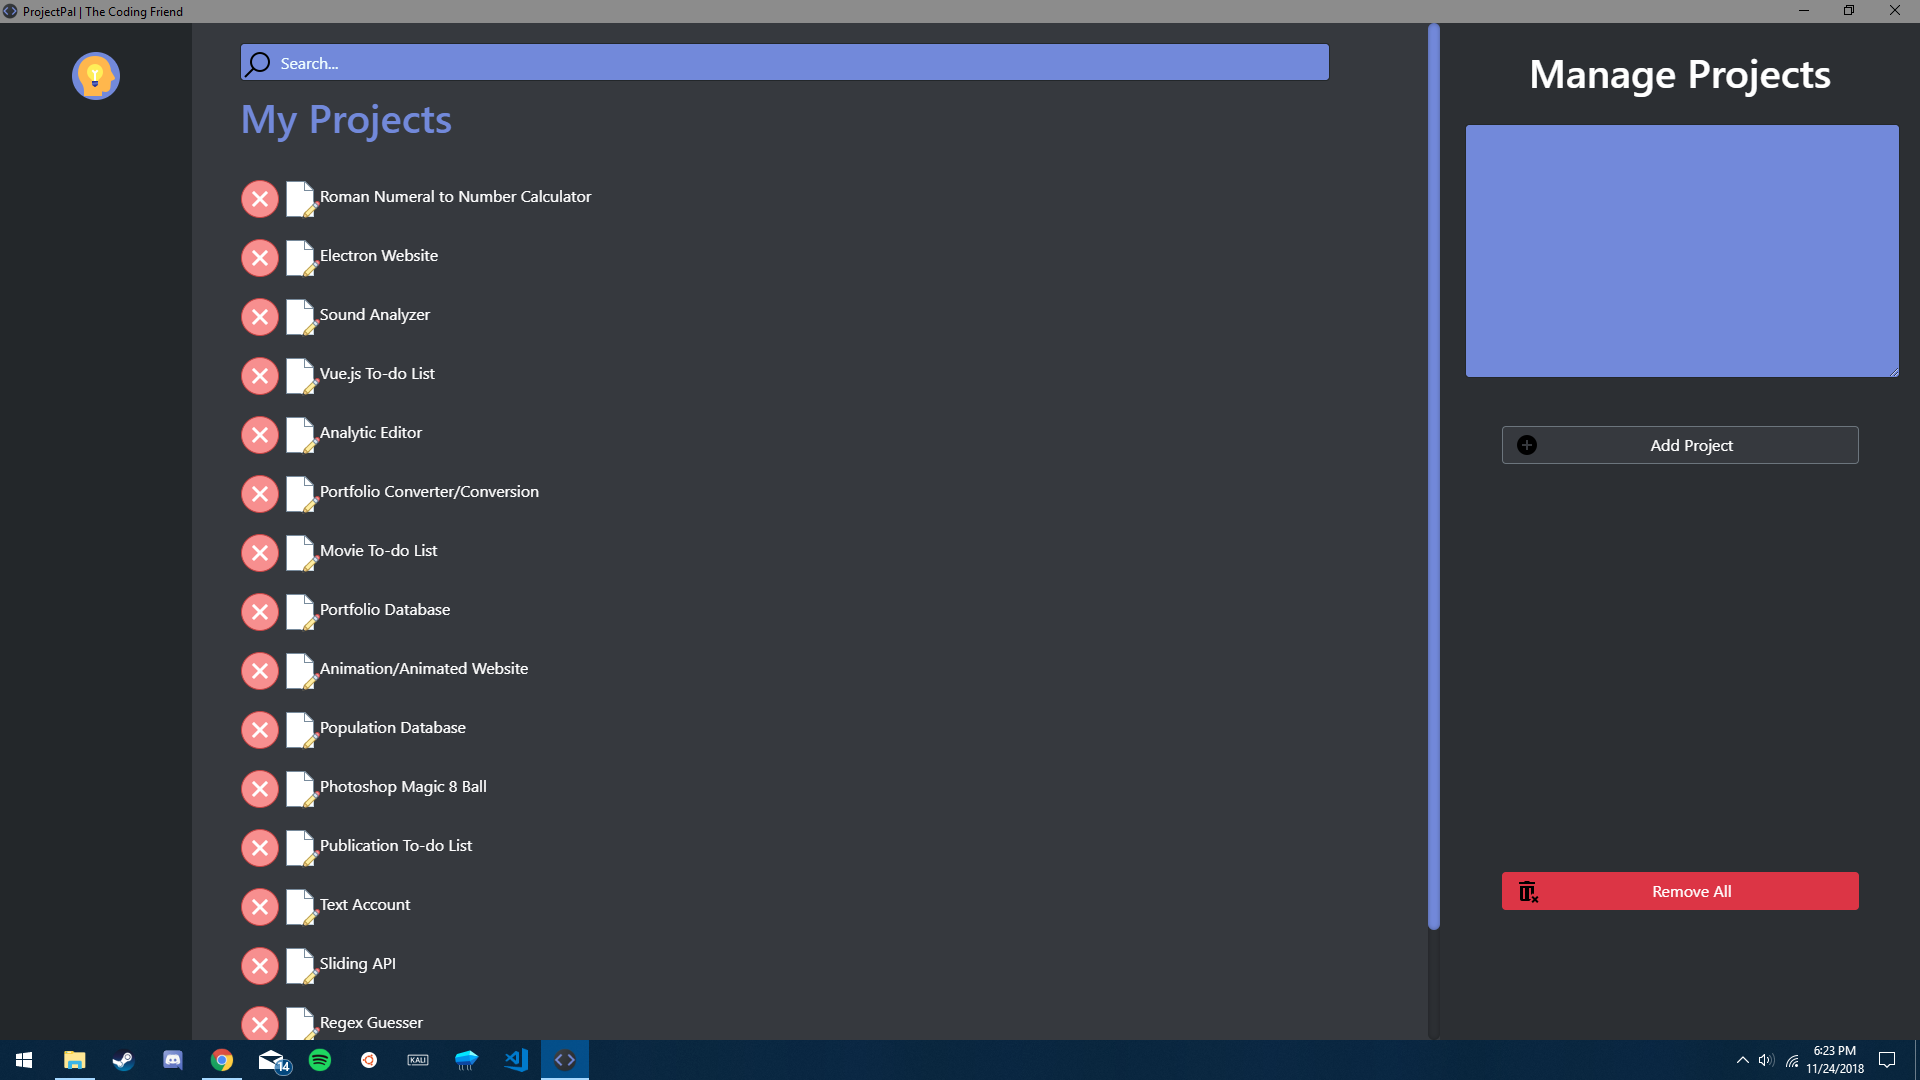 ProjectPal | The Coding Friend
Search...
My Projects
Roman Numeral to Number Calculator
Electron Website
Sound Analyzer
Vue.js To-do List
Analytic Editor
Portfolio Converter/Conversion
Movie To-do List
Portfolio Database
Animation/Animated Website
Population Database
Photoshop Magic 8 Ball
Publication To-do List
Text Account
Sliding API
Regex Guesser
Manage Projects
Add Project
Remove All
14
KALI
6:23 PM
11/24/2018